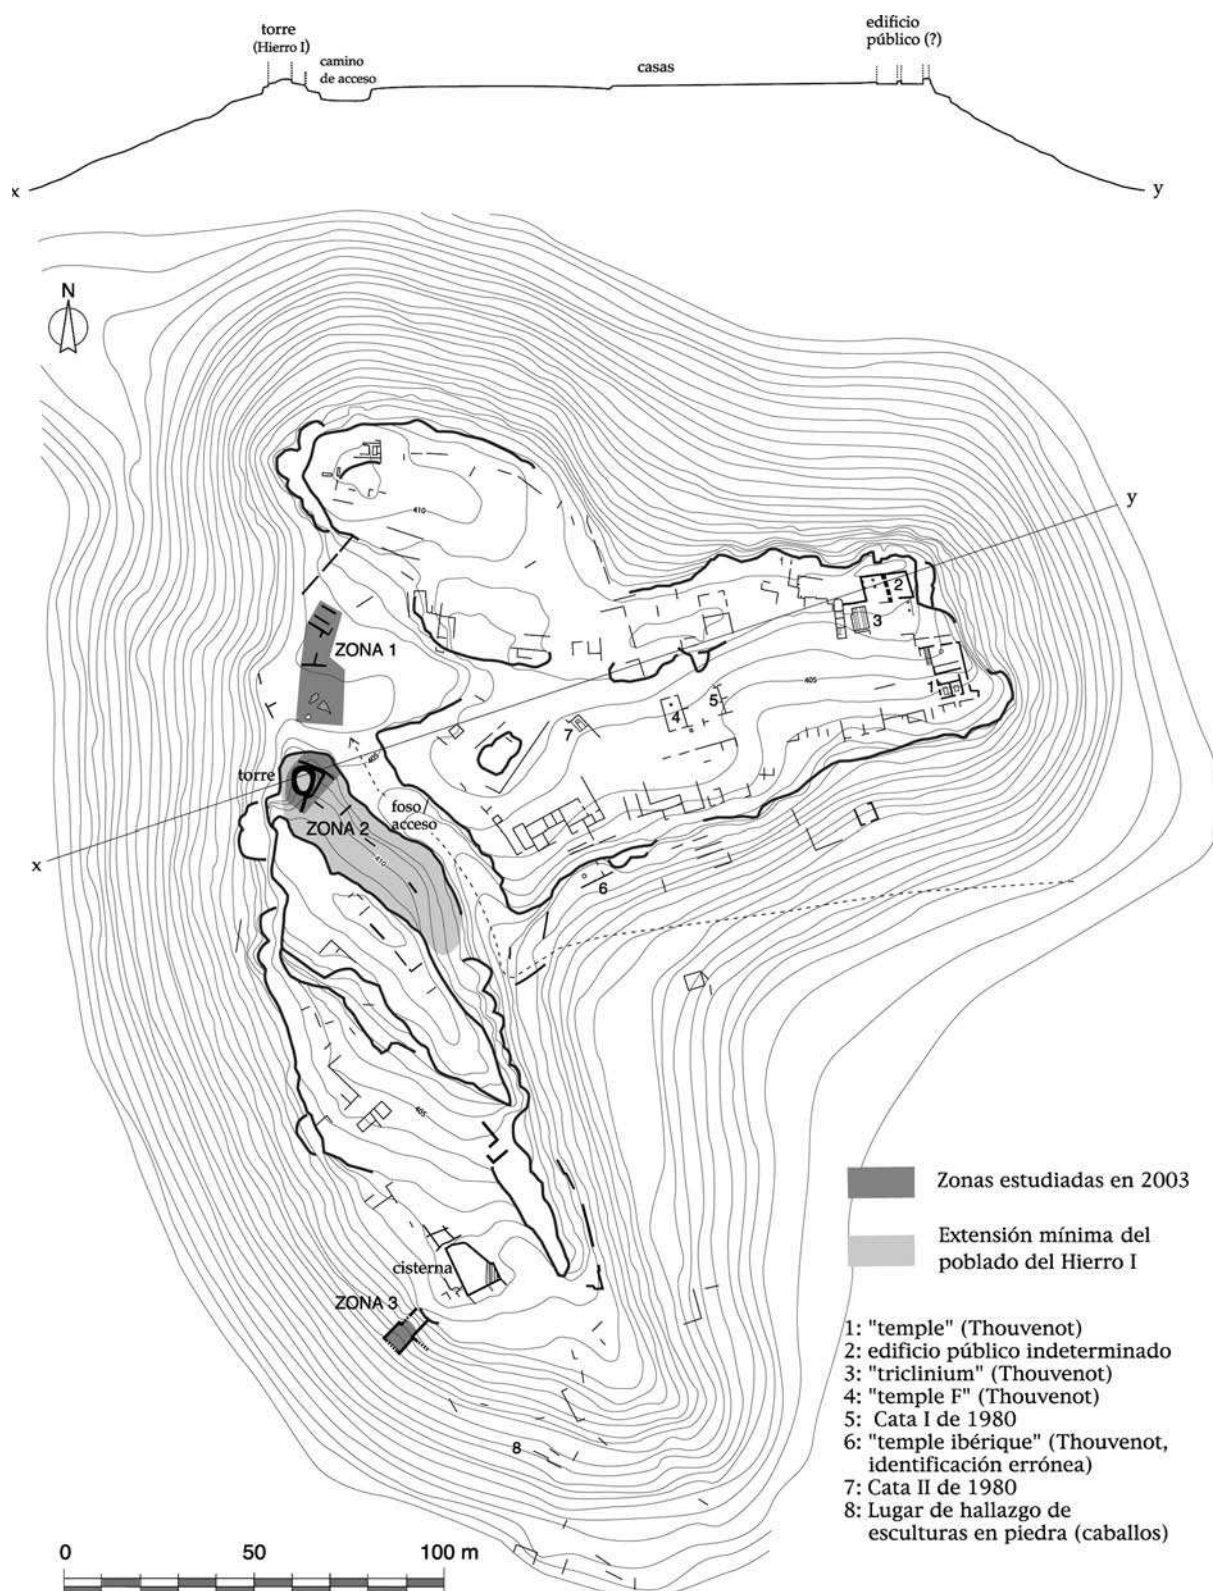 torre
(Hierro I)
camino
de acceso
casas
edificio
público (?)
x
y
N
410
y
2
3
ZONA 1
405
1
5
4
7
405
torre
foso/
acceso
ZONA 2
410
x
6
405
Zonas estudiadas en 2003
Extensión mínima del
poblado del Hierro I
cisterna
ZONA 3
8
1: "temple" (Thouvenot)
2: edificio público indeterminado
3: "triclinium" (Thouvenot)
4: "temple F" (Thouvenot)
5: Cata I de 1980
6: "temple ibérique" (Thouvenot,
identificación errónea)
7: Cata II de 1980
8: Lugar de hallazgo de
esculturas en piedra (caballos)
0 50 100 m